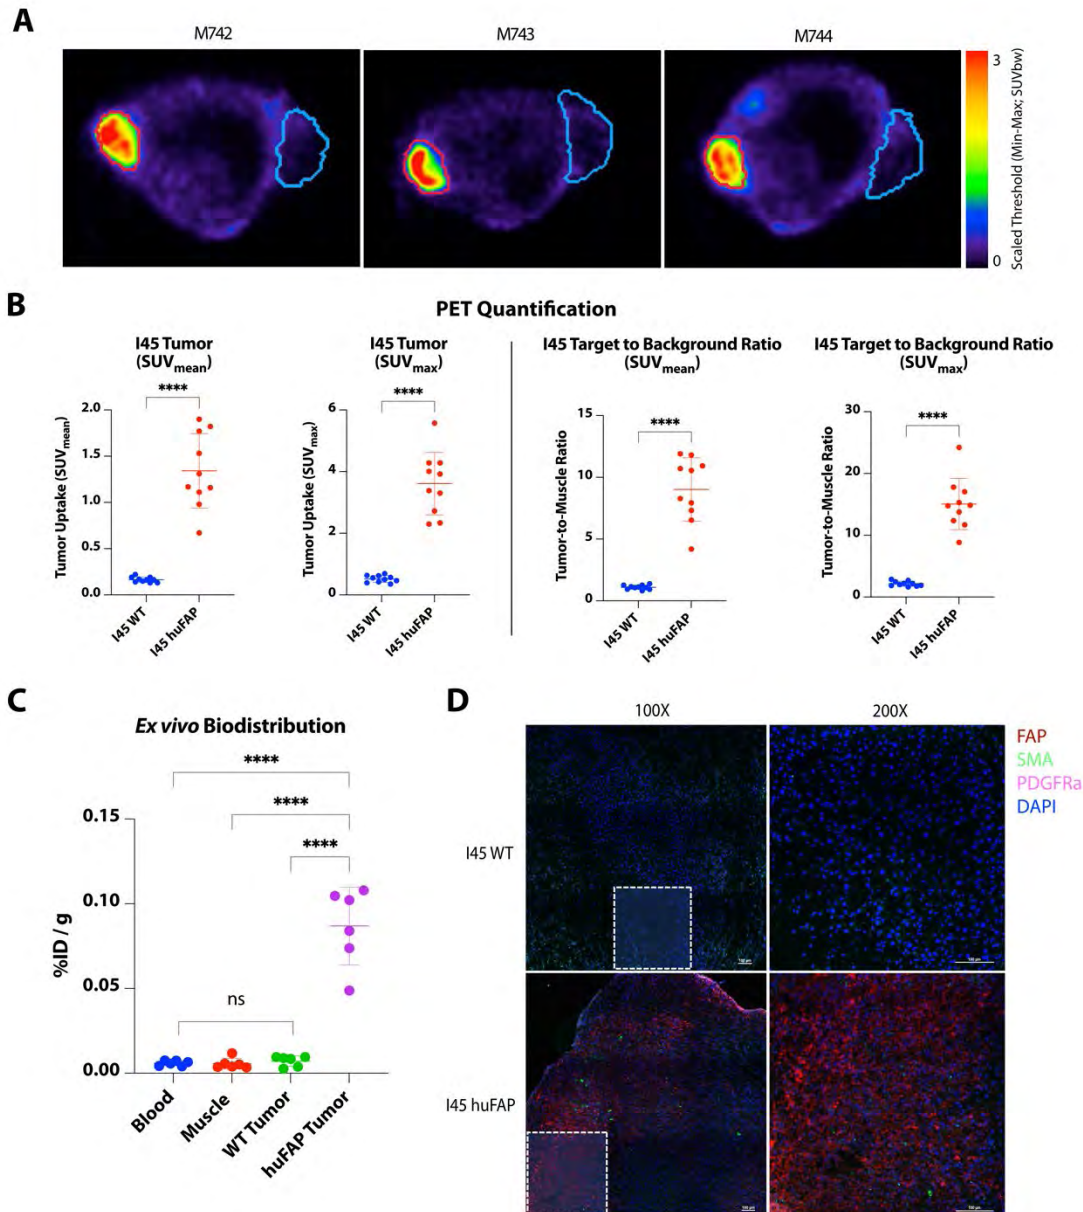 A
M742
M743
M744
3
0
Scaled Threshold (Min-Max; SUVbw)
B
PET Quantification
I45 Tumor
(SUVmean)
****
Tumor Uptake (SUVmean)
2.0
1.5
1.0
0.5
0.0
I45 WT
I45 huFAP
I45 Tumor
(SUVmax)
****
Tumor Uptake (SUVmax)
6
4
2
0
I45 WT
I45 huFAP
I45 Target to Background Ratio
(SUVmean)
****
Tumor-to-Muscle Ratio
15
10
5
0
I45 WT
I45 huFAP
I45 Target to Background Ratio
(SUVmax)
****
Tumor-to-Muscle Ratio
30
20
10
0
I45 WT
I45 huFAP
C
Ex vivo Biodistribution
****
****
****
ns
%ID / g
0.15
0.10
0.05
0.00
Blood
Muscle
WT Tumor
huFAP Tumor
D
100X
200X
FAP
SMA
PDGFRa
DAPI
I45 WT
I45 huFAP